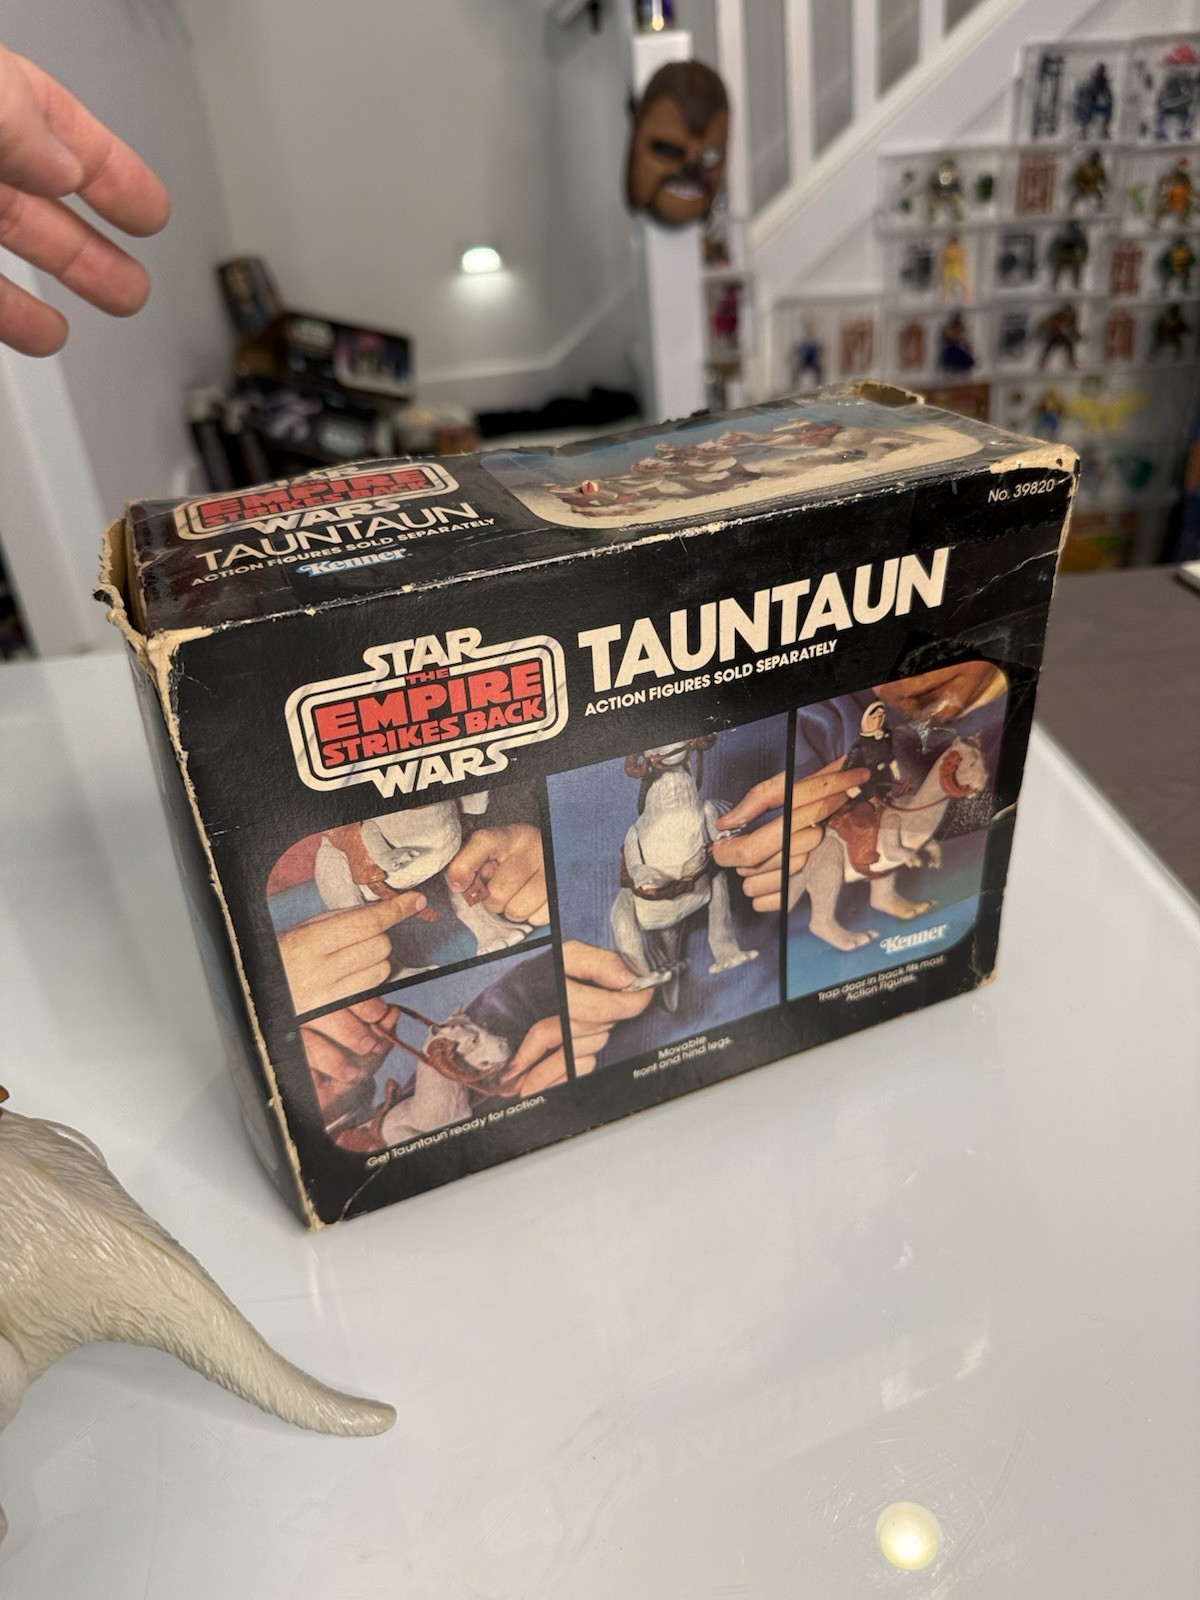 STAR
THE
EMPIRE
STRIKES BACK
WARS
TAUNTAUN
ACTION FIGURES SOLD SEPARATELY
Kenner
No. 39820
STAR
THE
EMPIRE
STRIKES BACK
WARS
TAUNTAUN
ACTION FIGURES SOLD SEPARATELY
Kenner
Trap door in back fits most
Action Figures.
Movable
front and hind legs.
Get Tauntaun ready for action.